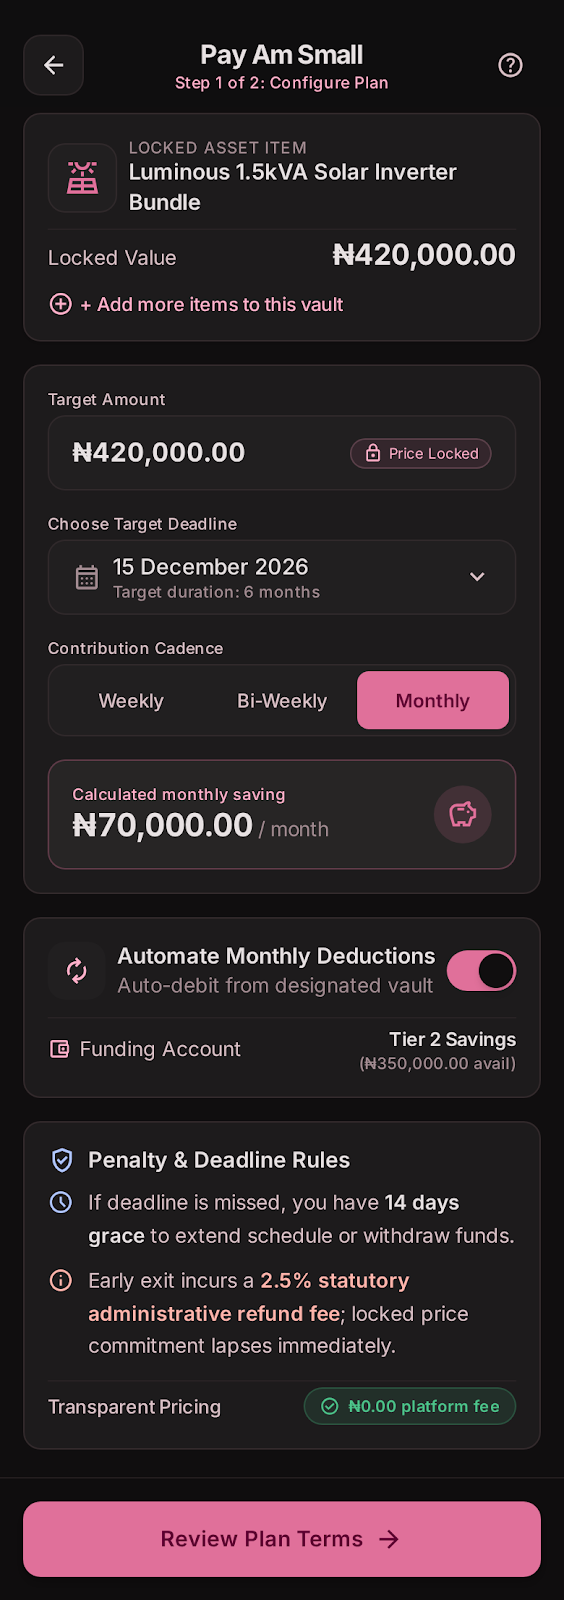 Pay Am Small
Step 1 of 2: Configure Plan
LOCKED ASSET ITEM
Luminous 1.5kVA Solar Inverter
Bundle
Locked Value
₦420,000.00
+ Add more items to this vault
Target Amount
₦420,000.00
Price Locked
Choose Target Deadline
15 December 2026
Target duration: 6 months
Contribution Cadence
Weekly
Bi-Weekly
Monthly
Calculated monthly saving
₦70,000.00 / month
Automate Monthly Deductions
Auto-debit from designated vault
Funding Account
Tier 2 Savings
(₦350,000.00 avail)
Penalty & Deadline Rules
If deadline is missed, you have 14 days
grace to extend schedule or withdraw funds.
Early exit incurs a 2.5% statutory
administrative refund fee; locked price
commitment lapses immediately.
Transparent Pricing
₦0.00 platform fee
Review Plan Terms